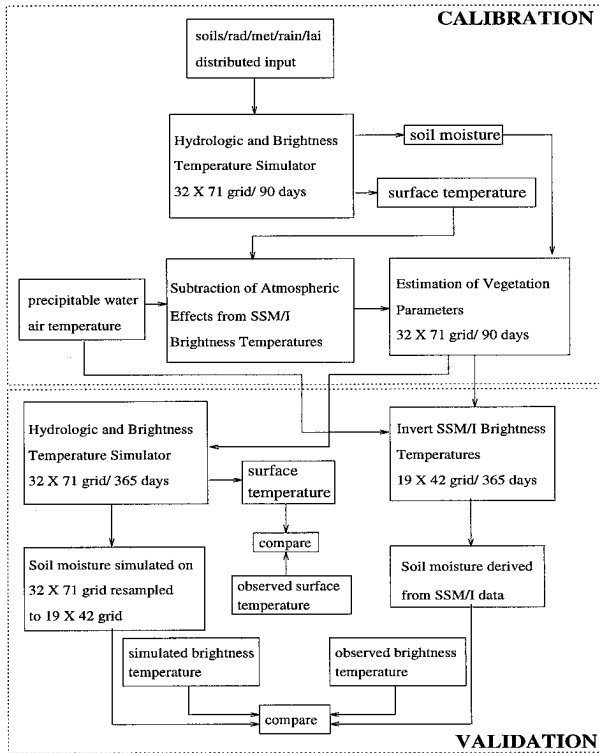 CALIBRATION
soils/rad/met/rain/lai
distributed input
Hydrologic and Brightness
Temperature Simulator
32 X 71 grid/ 90 days
soil moisture
surface temperature
precipitable water
air temperature
Subtraction of Atmospheric
Effects from SSM/I
Brightness Temperatures
Estimation of Vegetation
Parameters
32 X 71 grid/ 90 days
Hydrologic and Brightness
Temperature Simulator
32 X 71 grid/ 365 days
surface
temperature
compare
observed surface
temperature
Invert SSM/I Brightness
Temperatures
19 X 42 grid/ 365 days
Soil moisture simulated on
32 X 71 grid resampled
to 19 X 42 grid
Soil moisture derived
from SSM/I data
simulated brightness
temperature
observed brightness
temperature
compare
VALIDATION